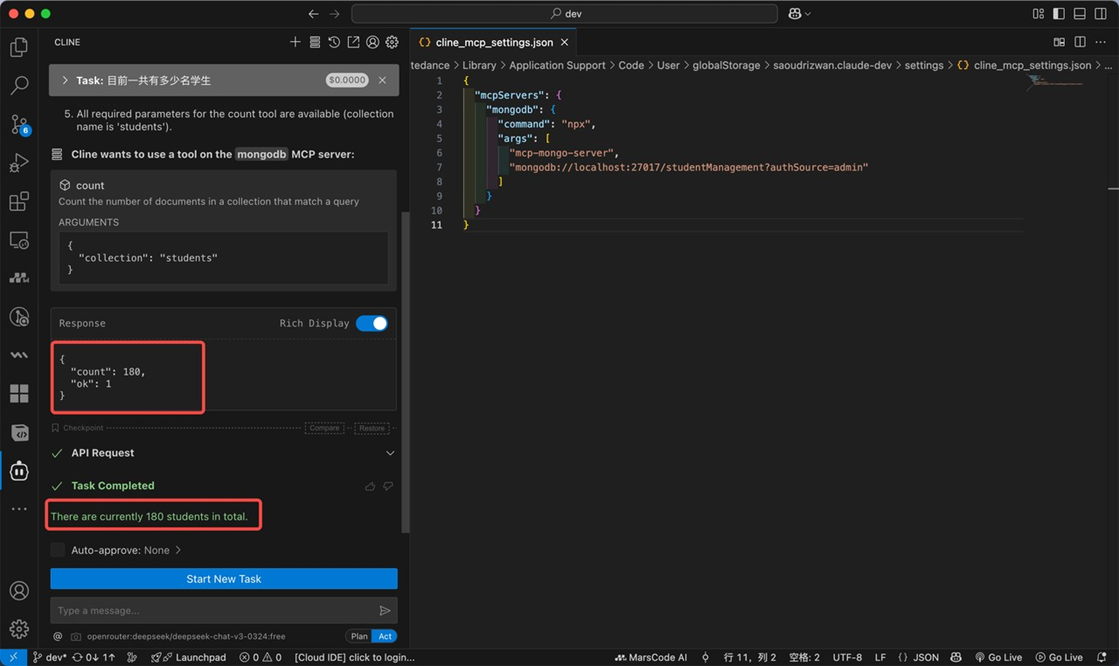 dev
CLINE
Task: 目前一共有多少名学生
$0.0000
5. All required parameters for the count tool are available (collection
name is 'students').
Cline wants to use a tool on the mongodb MCP server:
count
Count the number of documents in a collection that match a query
ARGUMENTS
{
"collection": "students"
}
Response
Rich Display
{
"count": 180,
"ok": 1
}
Checkpoint
Compare
Restore
API Request
Task Completed
There are currently 180 students in total.
Auto-approve: None
Start New Task
Type a message...
@
openrouter:deepseek/deepseek-chat-v3-0324:free
Plan
Act
6
{} cline_mcp_settings.json
tedance > Library > Application Support > Code > User > globalStorage > saoudrizwan.claude-dev > settings > {} cline_mcp_settings.json > ...
1 {
2 "mcpServers": {
3 "mongodb": {
4 "command": "npx",
5 "args": [
6 "mcp-mongo-server",
7 "mongodb://localhost:27017/studentManagement?authSource=admin"
8 ]
9 }
10 }
11 }
dev* 0↓ 1↑ Launchpad 0 0 [Cloud IDE] click to login... MarsCode AI 行 11，列 2 空格: 2 UTF-8 LF {} JSON Go Live Go Live